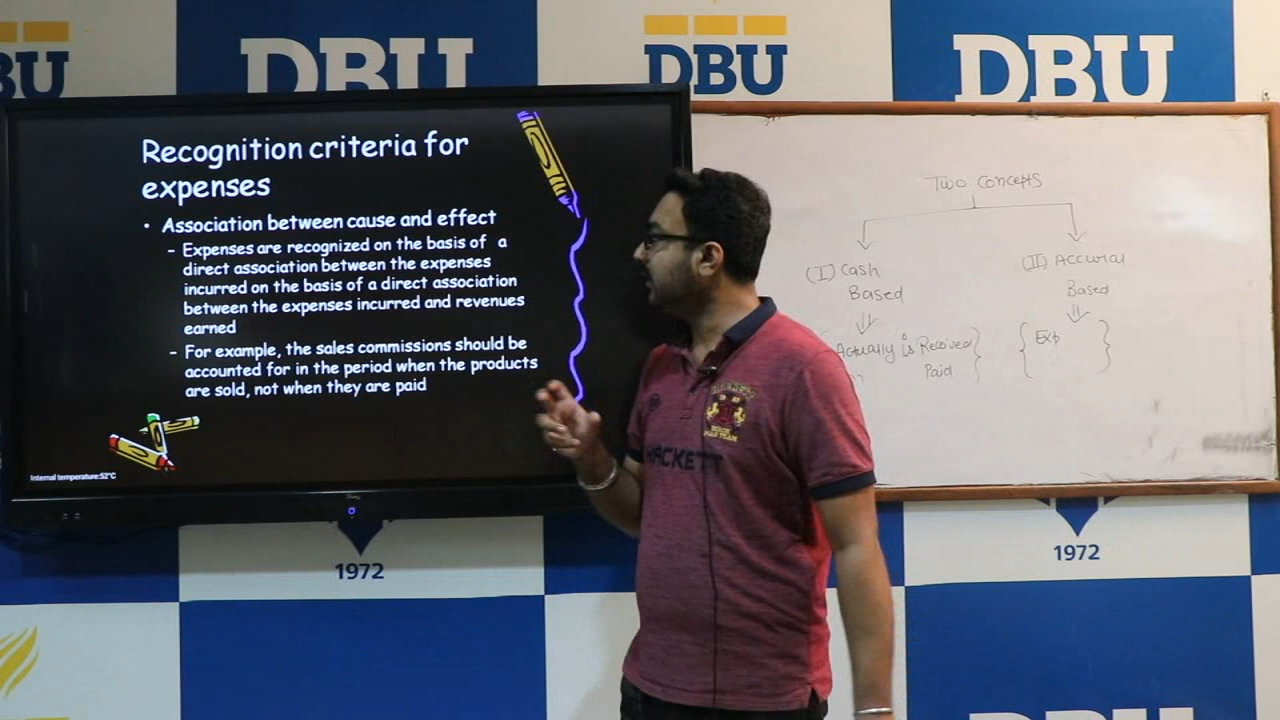 BU
DBU
DBU
DBU
Recognition criteria for
expenses
• Association between cause and effect
– Expenses are recognized on the basis of a
direct association between the expenses
incurred on the basis of a direct association
between the expenses incurred and revenues
earned
– For example, the sales commissions should be
accounted for in the period when the products
are sold, not when they are paid
Internal temperature:52°C
Two Concepts
(I) Cash
Based
Actually is Received
Paid
(II) Accural
Based
Exp
HACKETT
1972
1972